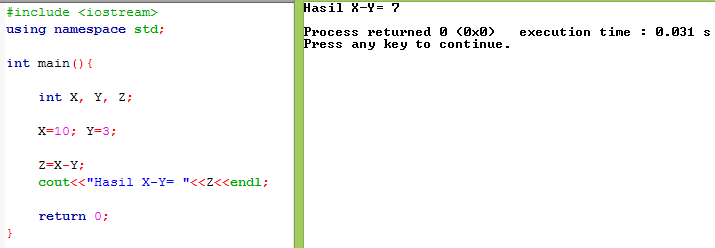 #include <iostream>
using namespace std;
int main(){
int X, Y, Z;
X=10; Y=3;
Z=X-Y;
cout<<"Hasil X-Y= "<<Z<<endl;
return 0;
}
Hasil X-Y= 7
Process returned 0 (0x0)   execution time : 0.031 s
Press any key to continue.